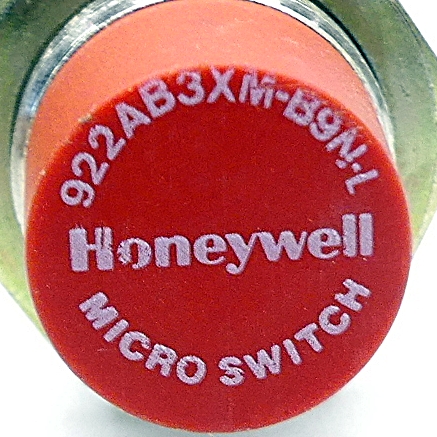 922AB3XM-B9N-L
Honeywell
MICRO SWITCH